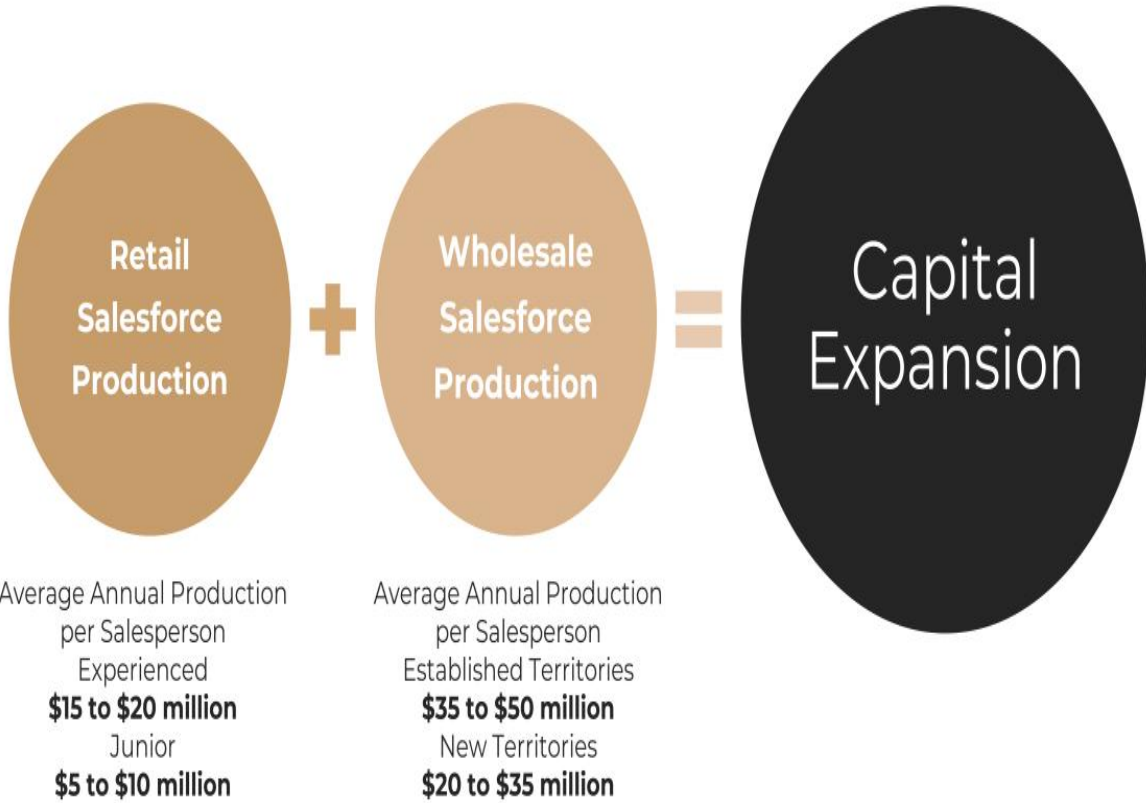 Retail
Salesforce
Production
+
Wholesale
Salesforce
Production
=
Capital
Expansion
Average Annual Production
per Salesperson
Experienced
$15 to $20 million
Junior
$5 to $10 million
Average Annual Production
per Salesperson
Established Territories
$35 to $50 million
New Territories
$20 to $35 million